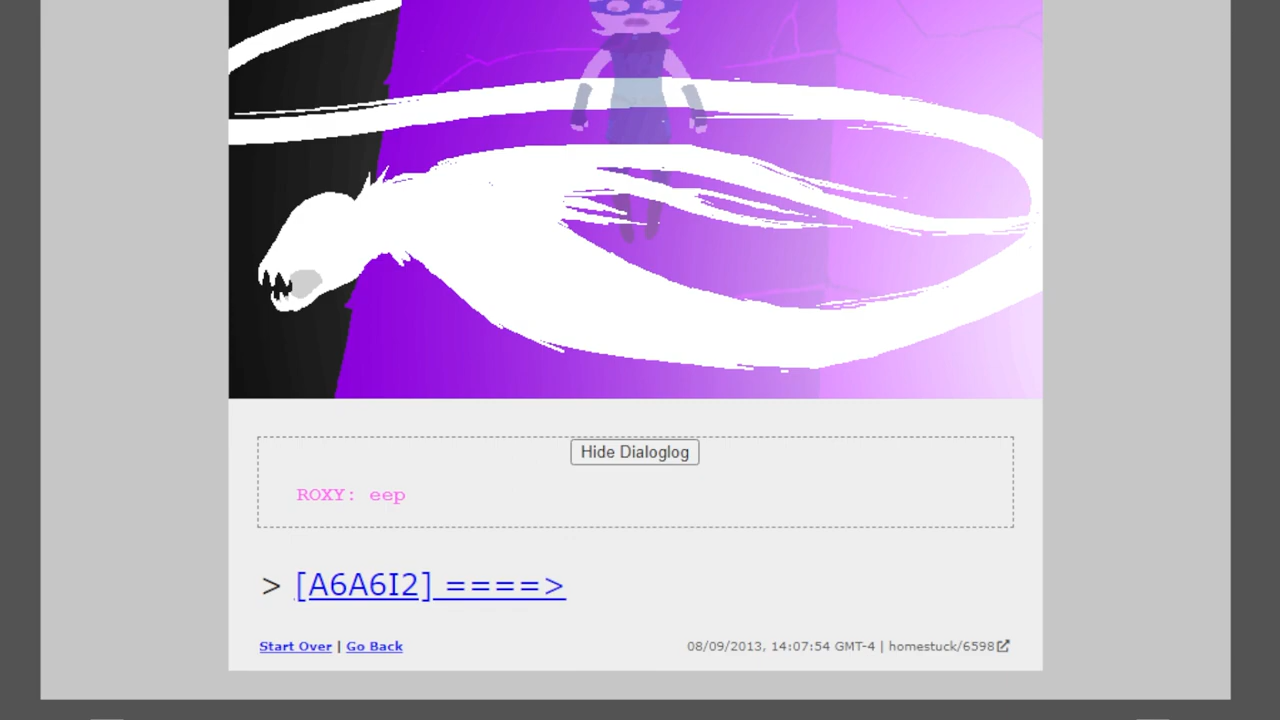 Hide Dialoglog
ROXY: eep
> [A6A6I2] ====>
Start Over | Go Back
08/09/2013, 14:07:54 GMT-4 | homestuck/6598